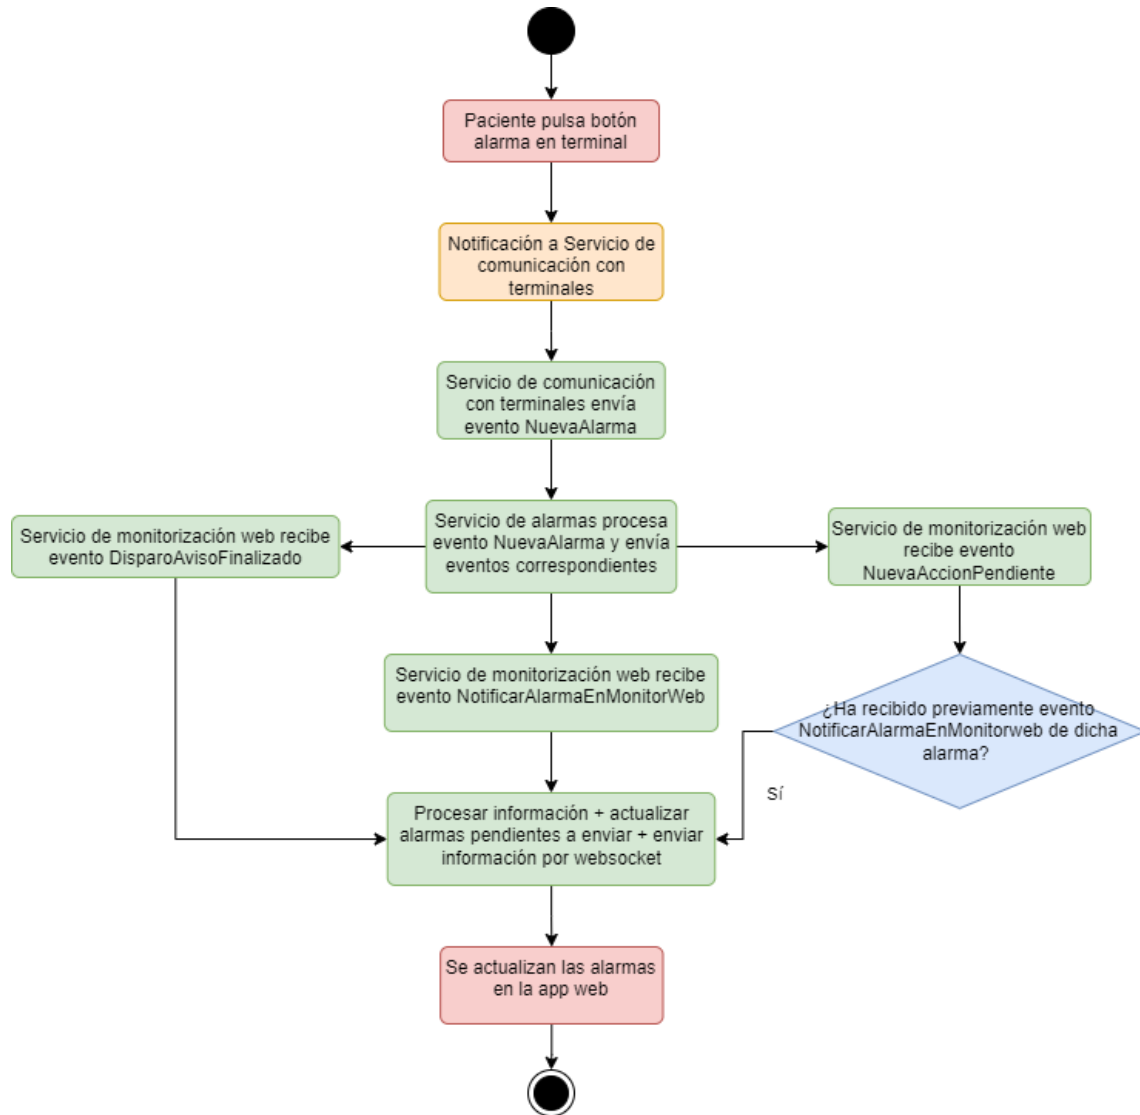 Paciente pulsa botón
alarma en terminal
Notificación a Servicio de
comunicación con
terminales
Servicio de comunicación
con terminales envía
evento NuevaAlarma
Servicio de monitorización web recibe
evento DisparoAvisoFinalizado
Servicio de alarmas procesa
evento NuevaAlarma y envía
eventos correspondientes
Servicio de monitorización web
recibe evento
NuevaAccionPendiente
Servicio de monitorización web recibe
evento NotificarAlarmaEnMonitorWeb
¿Ha recibido previamente evento
NotificarAlarmaEnMonitorweb de dicha
alarma?
Sí
Procesar información + actualizar
alarmas pendientes a enviar + enviar
información por websocket
Se actualizan las alarmas
en la app web